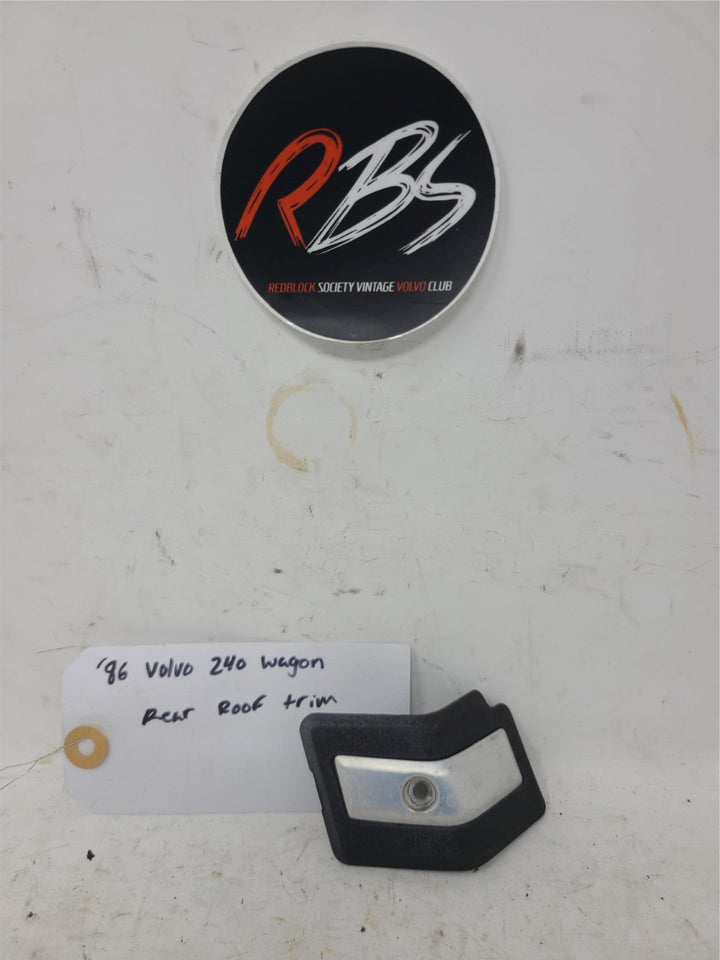 RBS
REDBLOCK SOCIETY VINTAGE VOLVO CLUB
'86 Volvo 240 wagon
Rear Roof trim